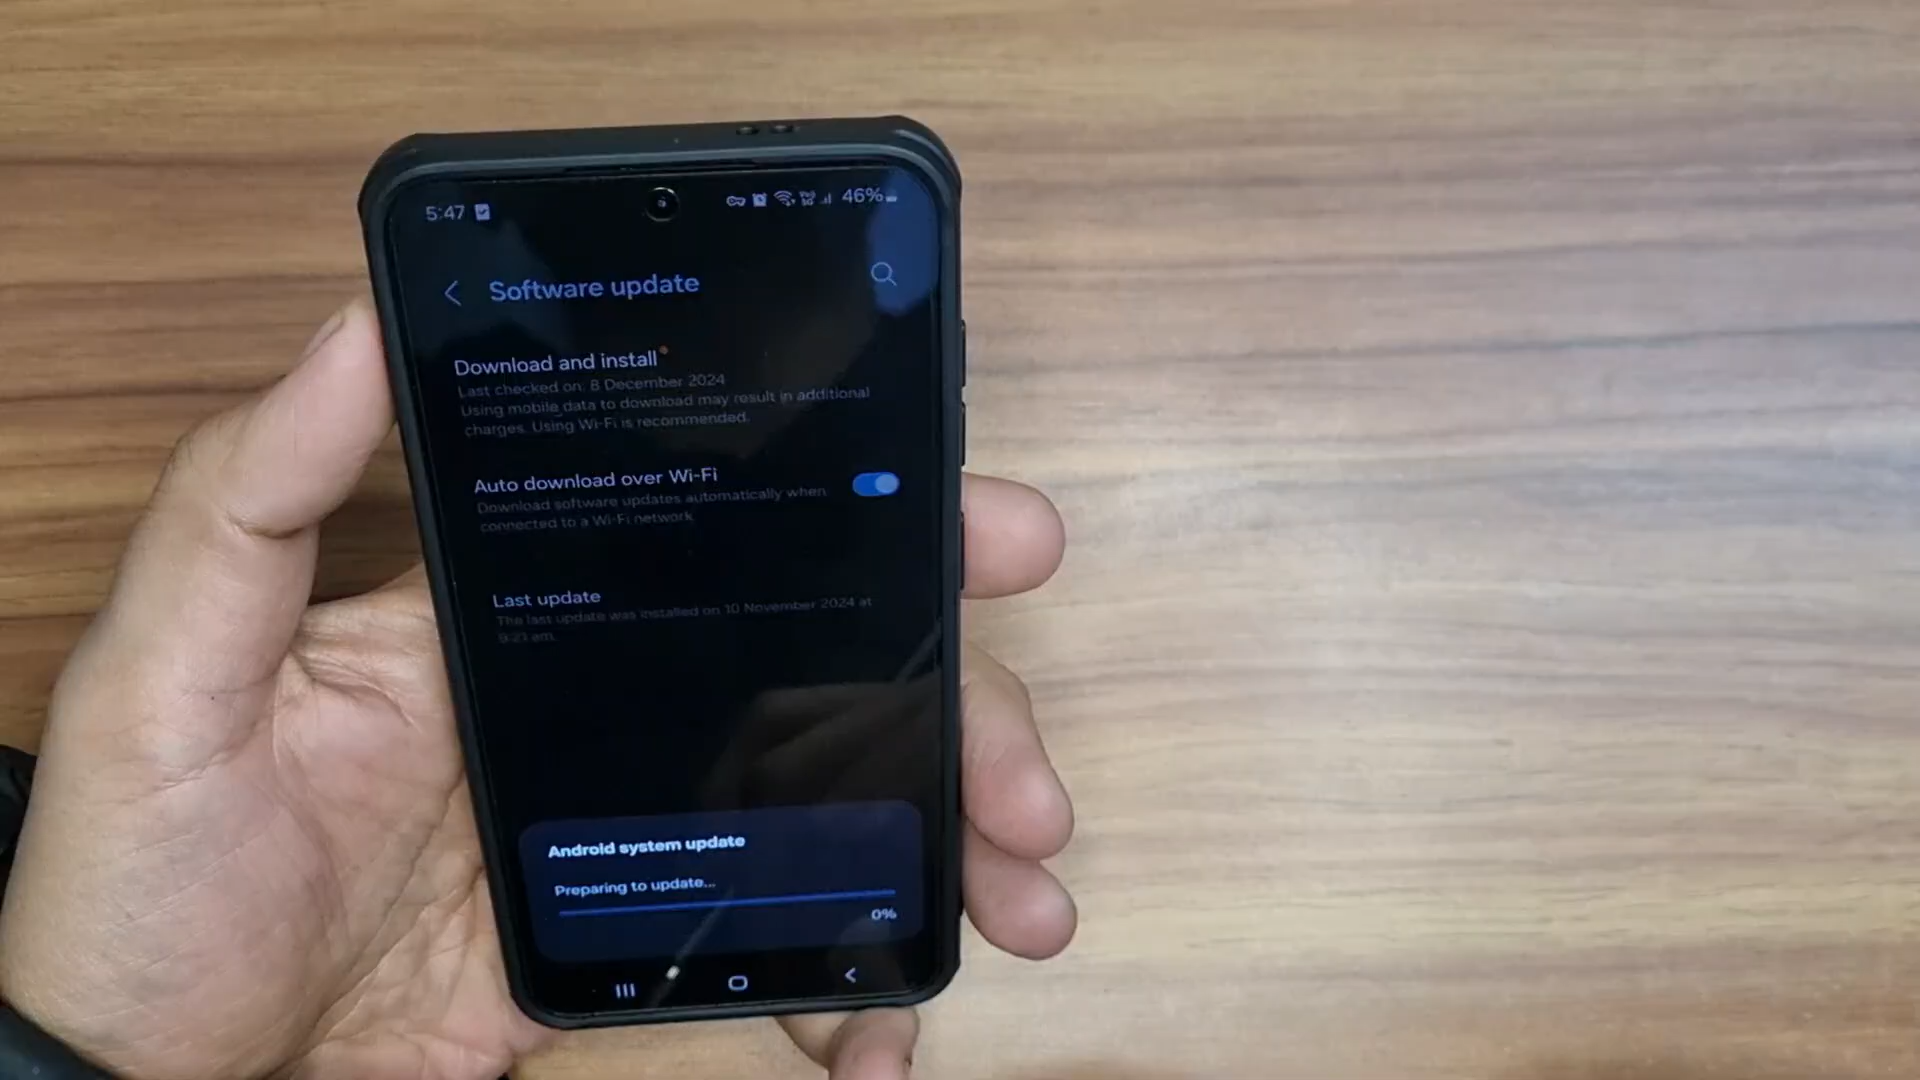 5:47
46%
Software update
Download and install
Last checked on: 8 December 2024
Using mobile data to download may result in additional
charges. Using Wi-Fi is recommended.
Auto download over Wi-Fi
Download software updates automatically when
connected to a Wi-Fi network.
Last update
The last update was installed on 10 November 2024 at
9:21 am.
Android system update
Preparing to update...
0%